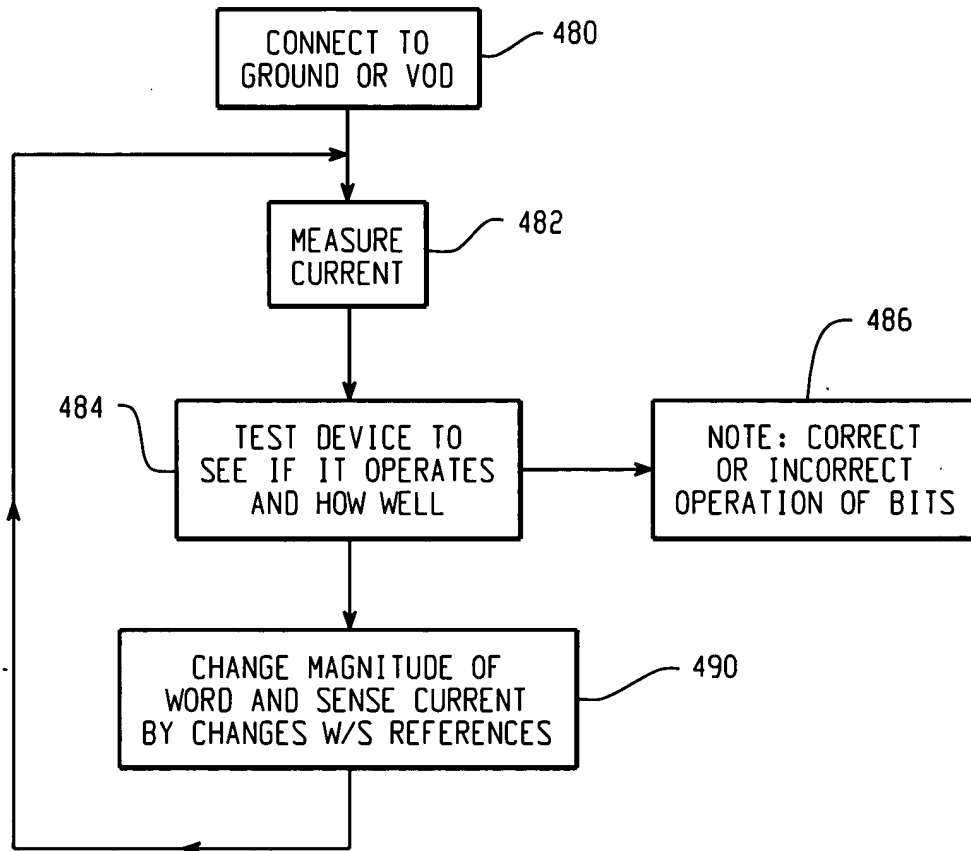 CONNECT TO
GROUND OR VOD
480
MEASURE
CURRENT
482
484
TEST DEVICE TO
SEE IF IT OPERATES
AND HOW WELL
486
NOTE: CORRECT
OR INCORRECT
OPERATION OF BITS
CHANGE MAGNITUDE OF
WORD AND SENSE CURRENT
BY CHANGES W/S REFERENCES
490